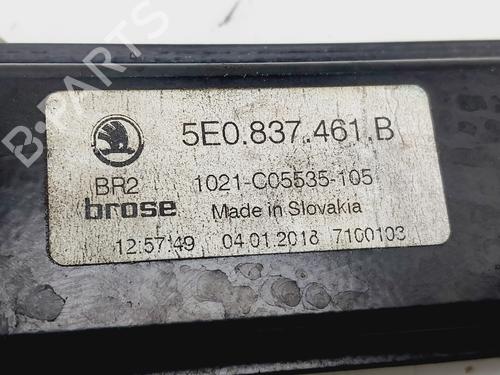 B-PARTS
5E0.837.461.B
BR2 1021-C05535-105
brose Made in Slovakia
12:57:49 04.01.2018 7100103